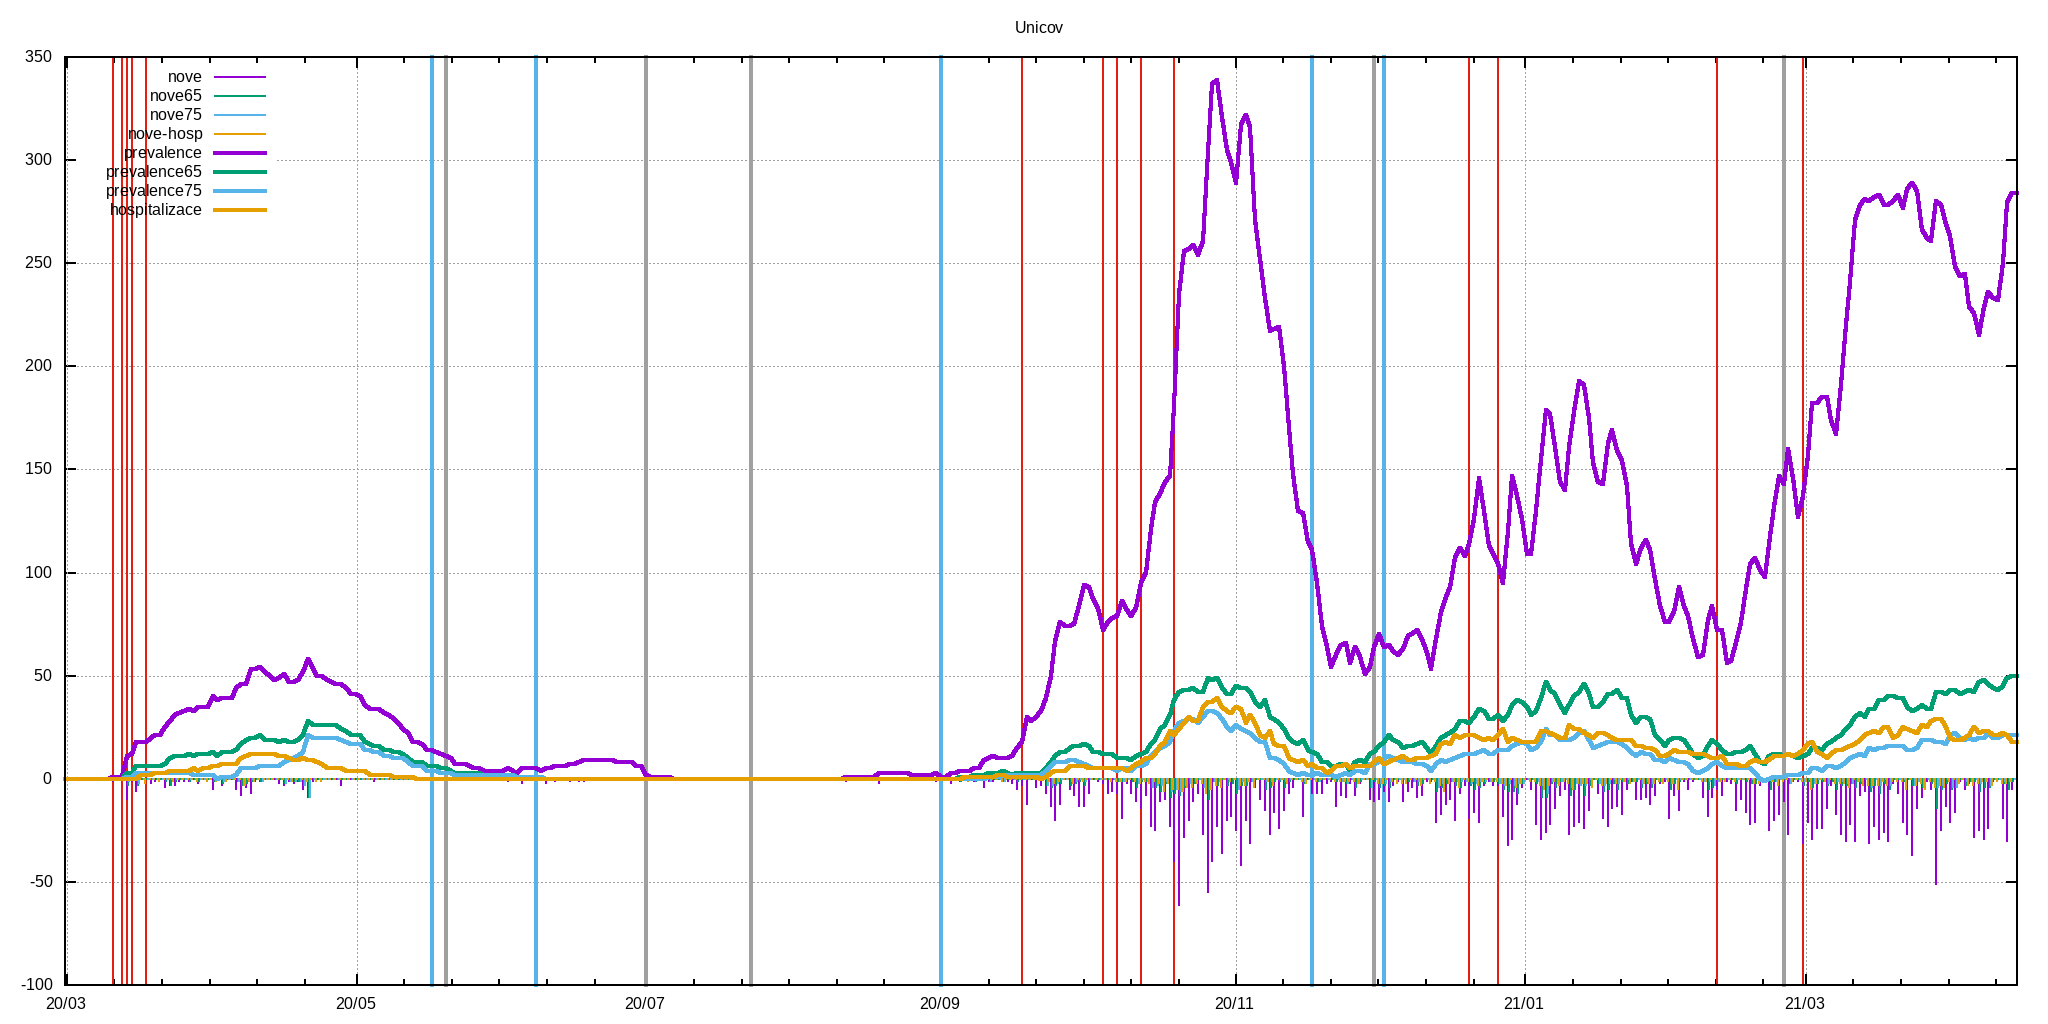 Unicov
350
300
250
200
150
100
50
0
-50
-100
nove
nove65
nove75
nove-hosp
prevalence
prevalence65
prevalence75
hospitalizace
20/03 20/05 20/07 20/09 20/11 21/01 21/03